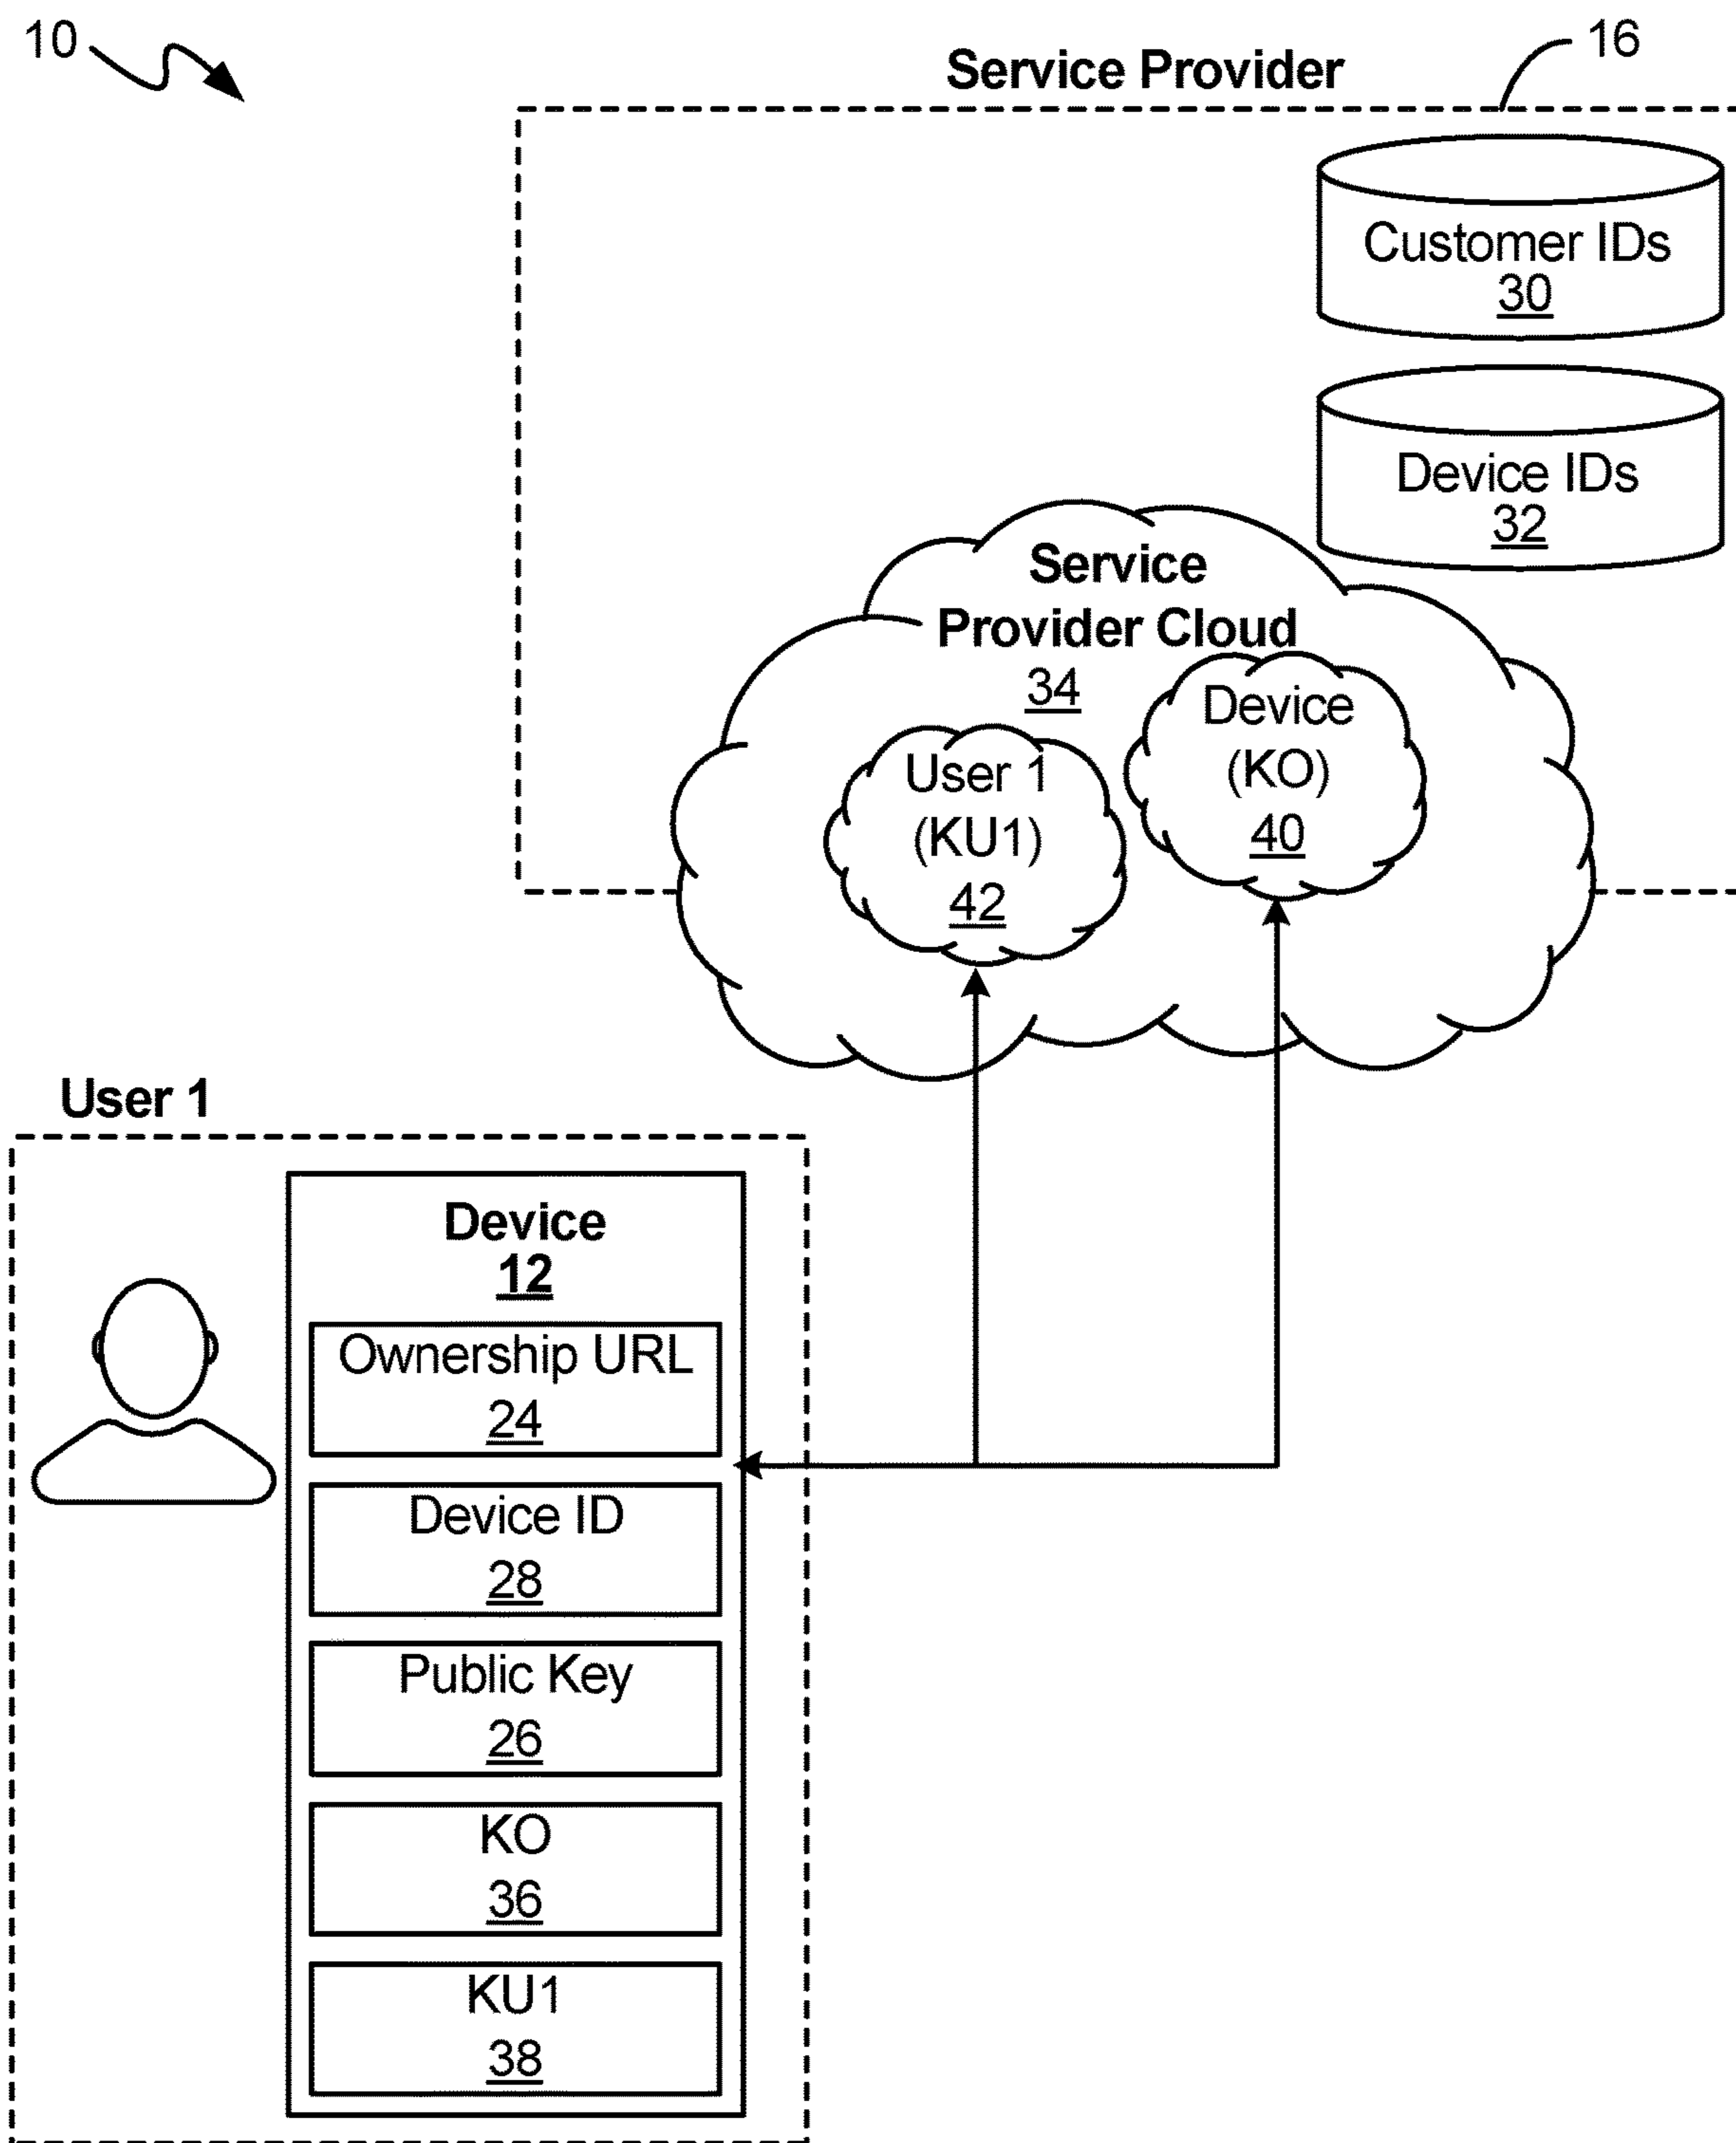 10
Service Provider
16
Customer IDs
30
Device IDs
32
Service
Provider Cloud
34
Device
(KO)
40
User 1
(KU1)
42
User 1
Device
12
Ownership URL
24
Device ID
28
Public Key
26
KO
36
KU1
38